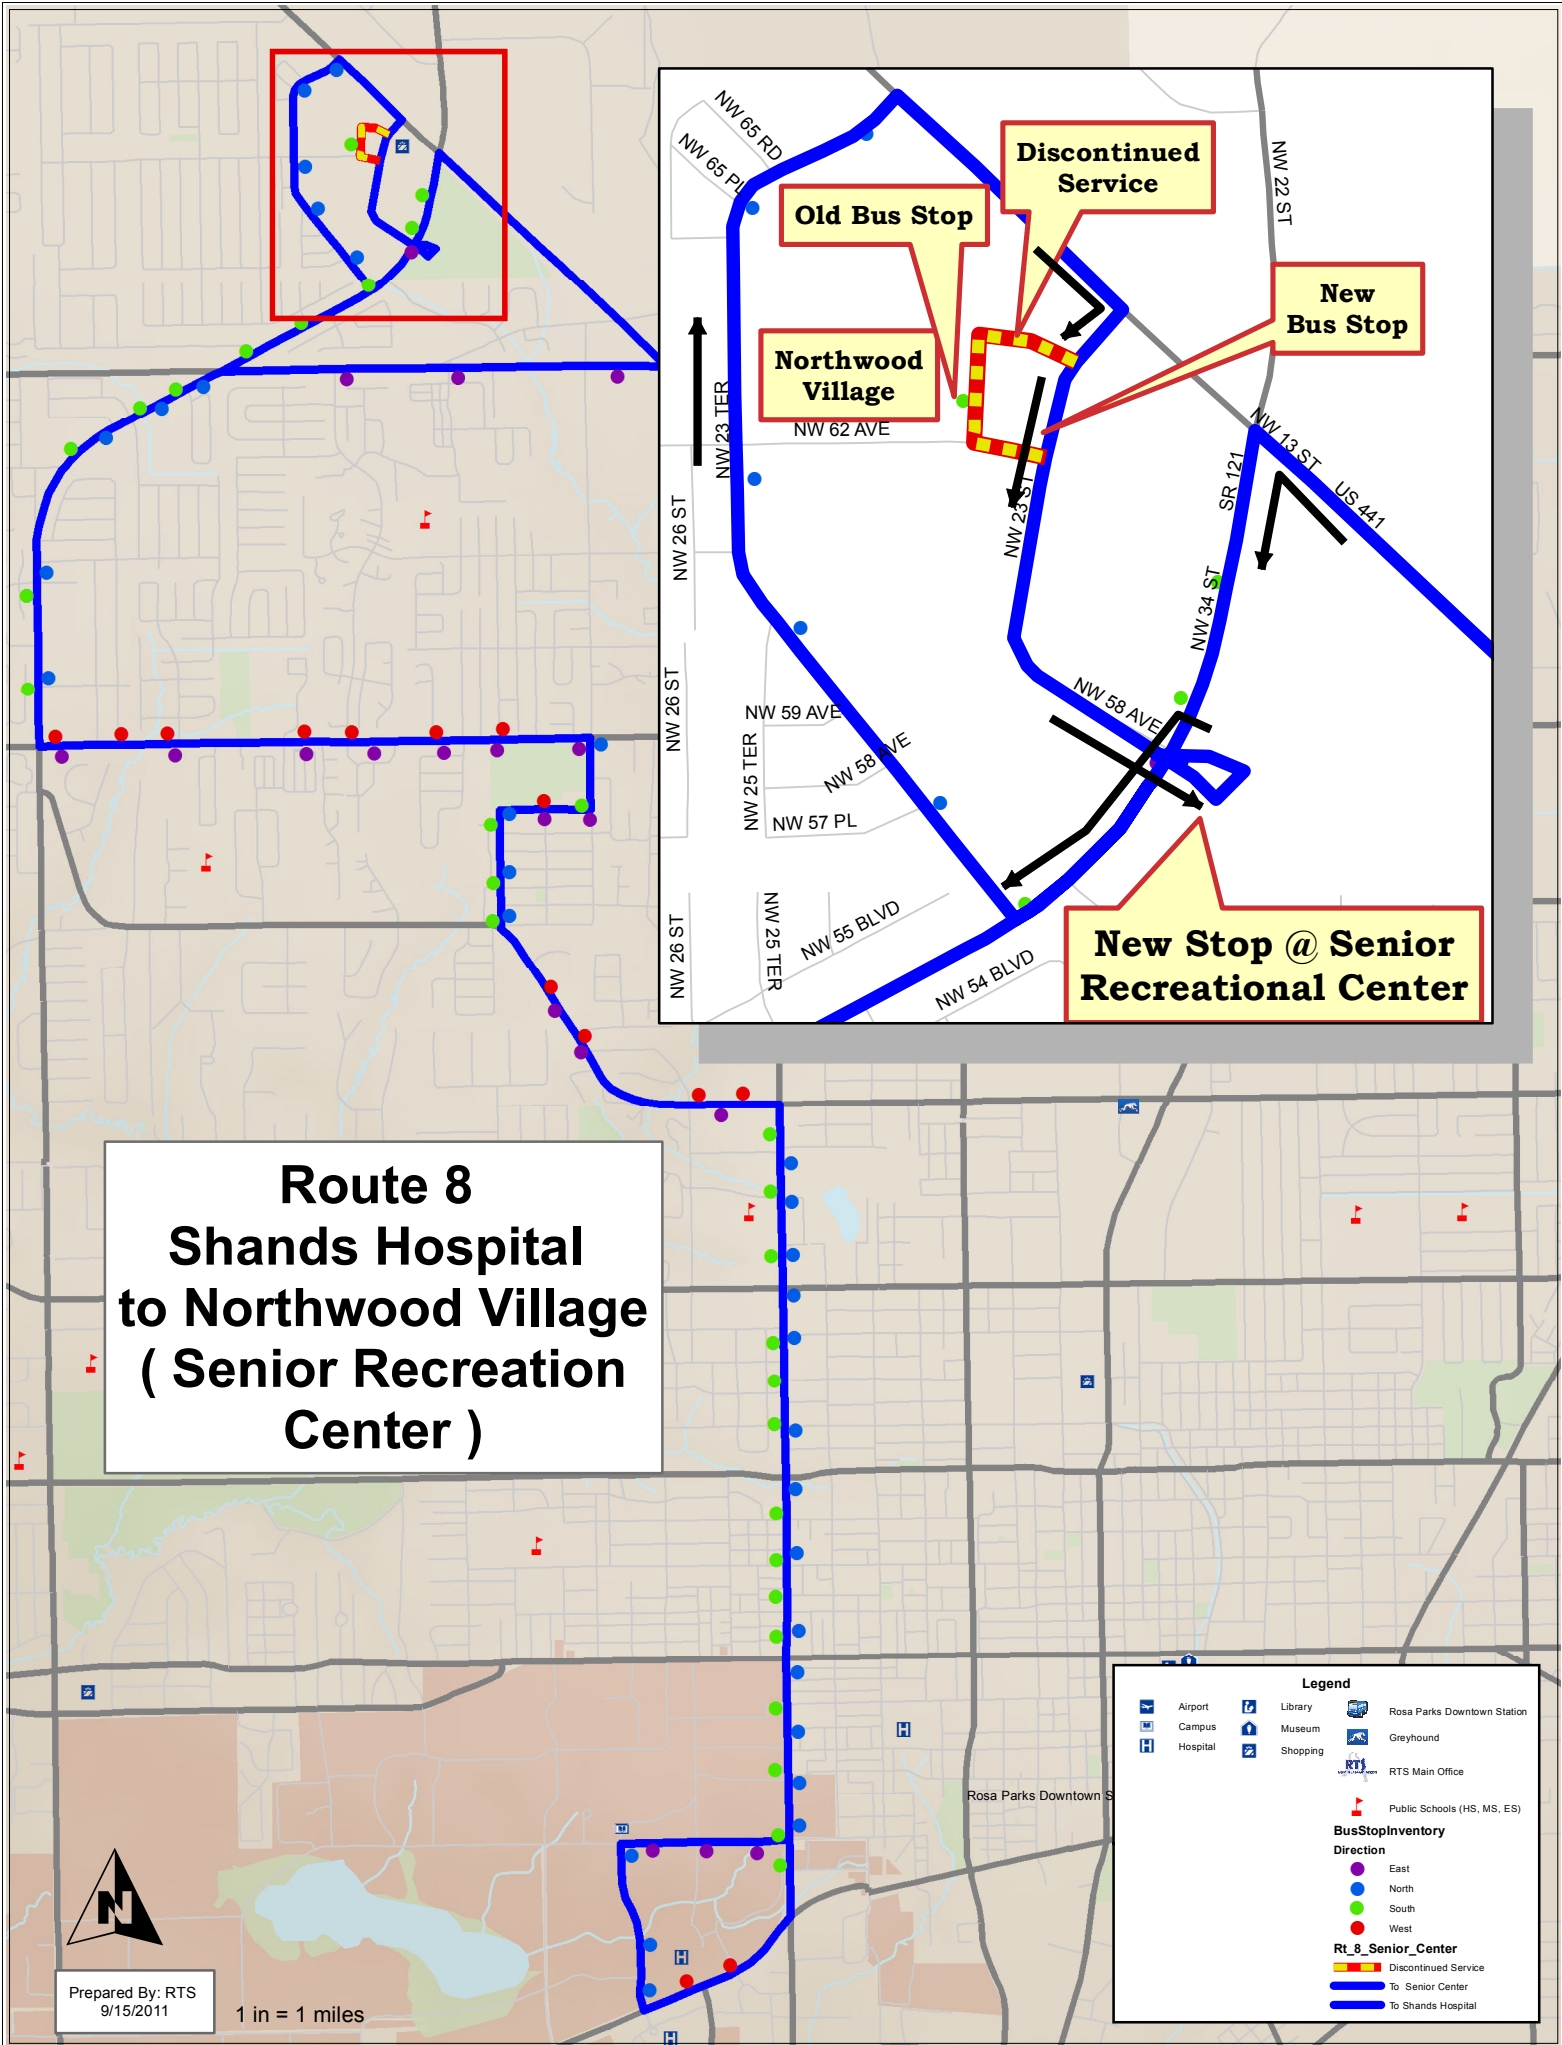 NW 65 RD
NW 65 PL
Discontinued
Service
NW 22 ST
Old Bus Stop
New
Bus Stop
Northwood
Village
NW 23 TER
NW 62 AVE
NW 13 ST
US 441
SR 121
NW 26 ST
NW 23 ST
NW 34 ST
NW 26 ST
NW 58 AVE
NW 59 AVE
NW 25 TER
NW 58 AVE
NW 57 PL
NW 26 ST
NW 25 TER
NW 55 BLVD
NW 54 BLVD
New Stop @ Senior
Recreational Center
Route 8
Shands Hospital
to Northwood Village
( Senior Recreation
Center )
Rosa Parks Downtown S
Legend
Airport
Campus
Hospital
Library
Museum
Shopping
Rosa Parks Downtown Station
Greyhound
RTS
RTS Main Office
Public Schools (HS, MS, ES)
BusStopInventory
Direction
East
North
South
West
Rt_8_Senior_Center
Discontinued Service
To Senior Center
To Shands Hospital
H
H
H
H
N
Prepared By: RTS
9/15/2011
1 in = 1 miles